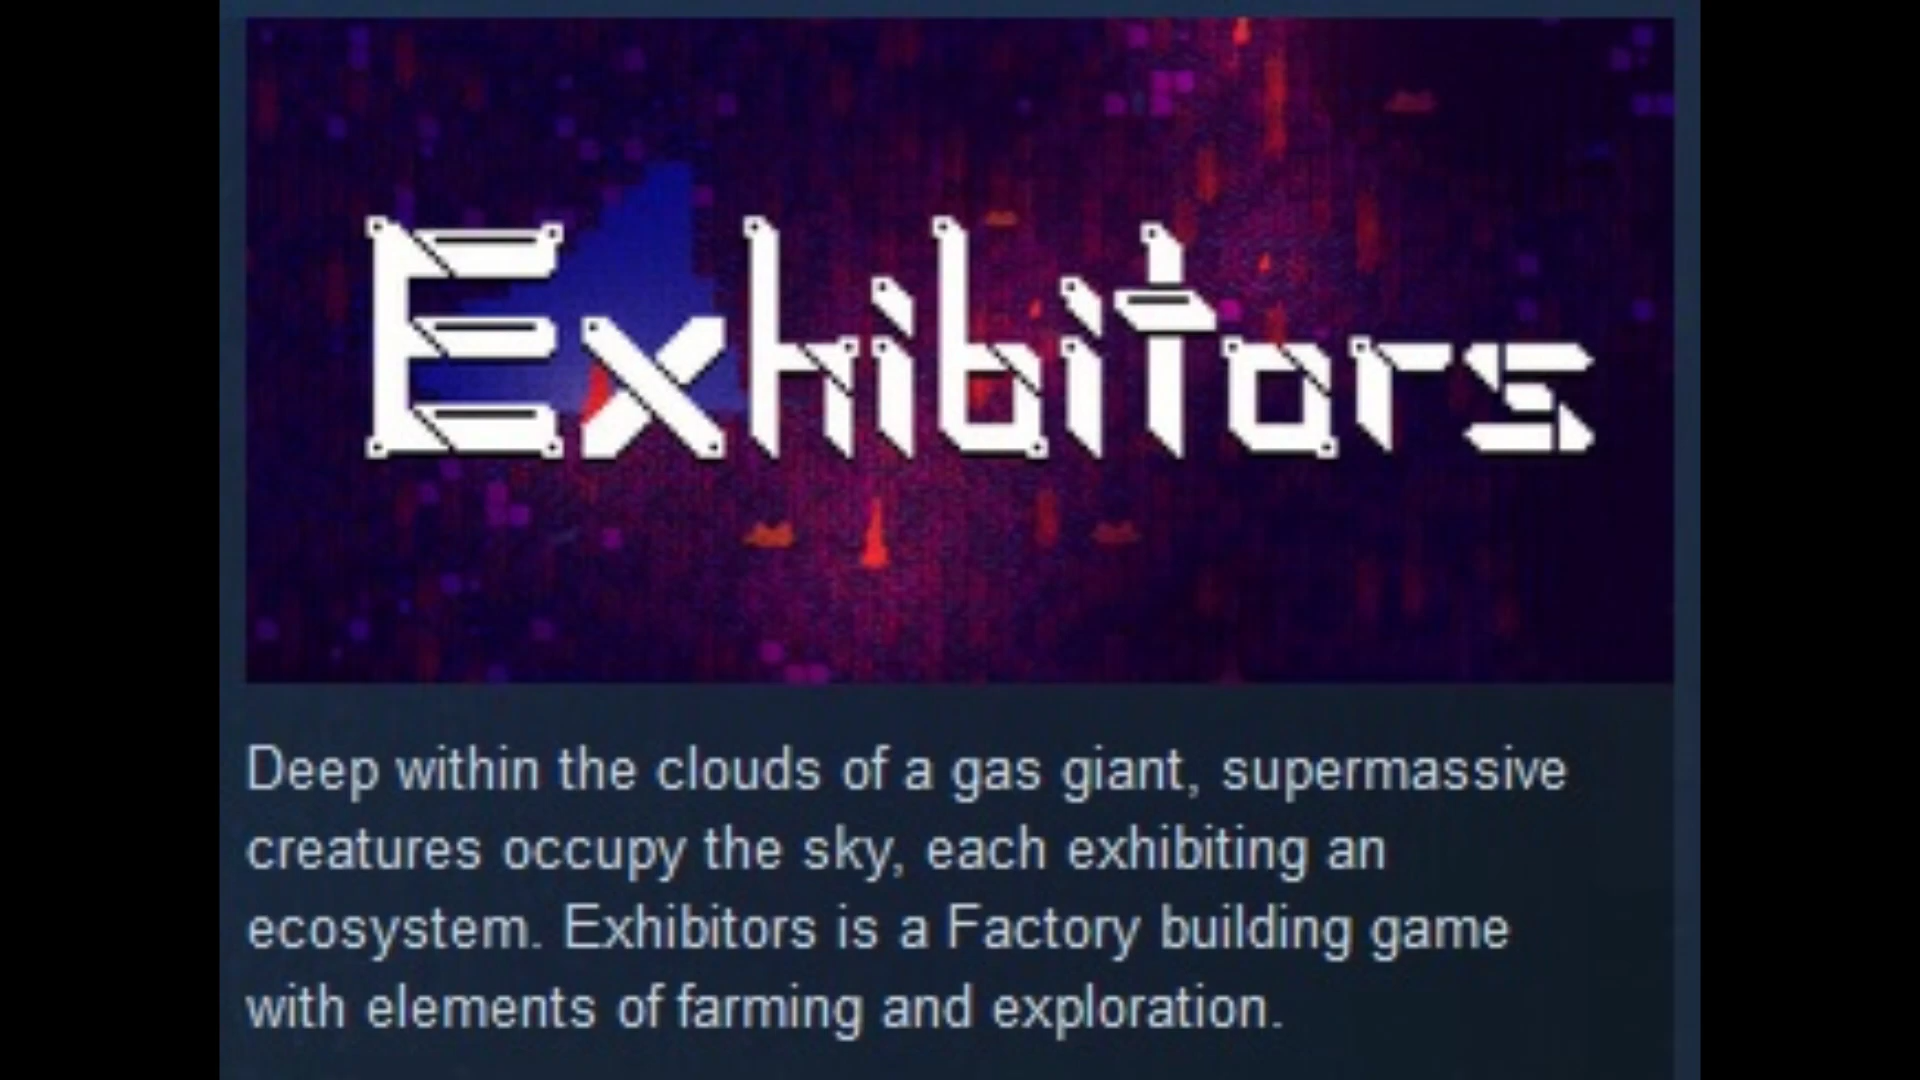 Exhibitors
Deep within the clouds of a gas giant, supermassive
creatures occupy the sky, each exhibiting an
ecosystem. Exhibitors is a Factory building game
with elements of farming and exploration.